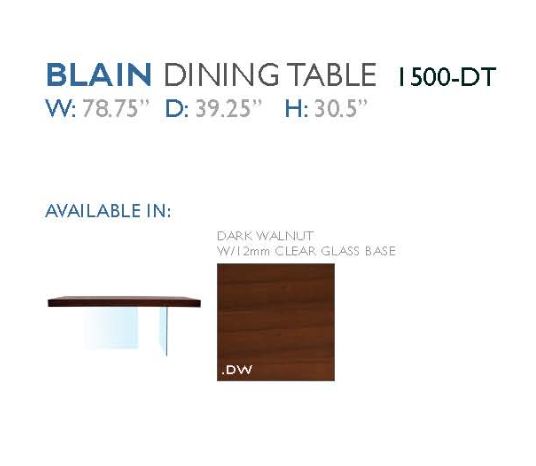 BLAIN DINING TABLE 1500-DT
W: 78.75” D: 39.25” H: 30.5”
AVAILABLE IN:
DARK WALNUT
W/12mm CLEAR GLASS BASE
.DW